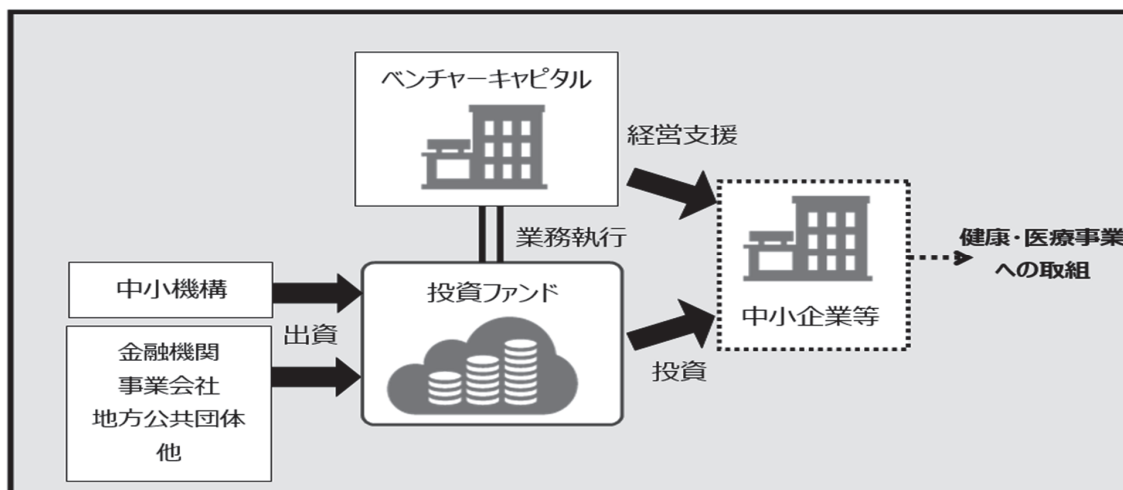 ベンチャーキャピタル
経営支援
業務執行
健康・医療事業
への取組
中小機構
出資
投資ファンド
中小企業等
投資
金融機関
事業会社
地方公共団体
他